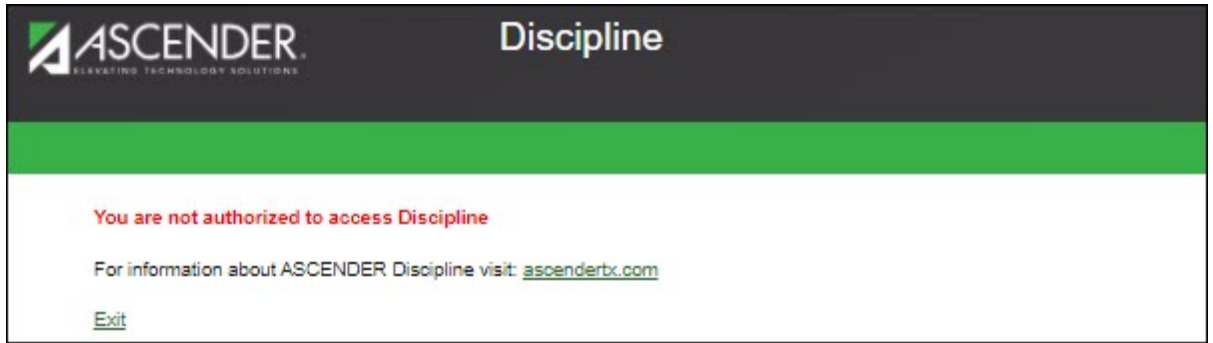 ASCENDER.
ELEVATING TECHNOLOGY SOLUTIONS
Discipline
You are not authorized to access Discipline
For information about ASCENDER Discipline visit: ascendertx.com
Exit